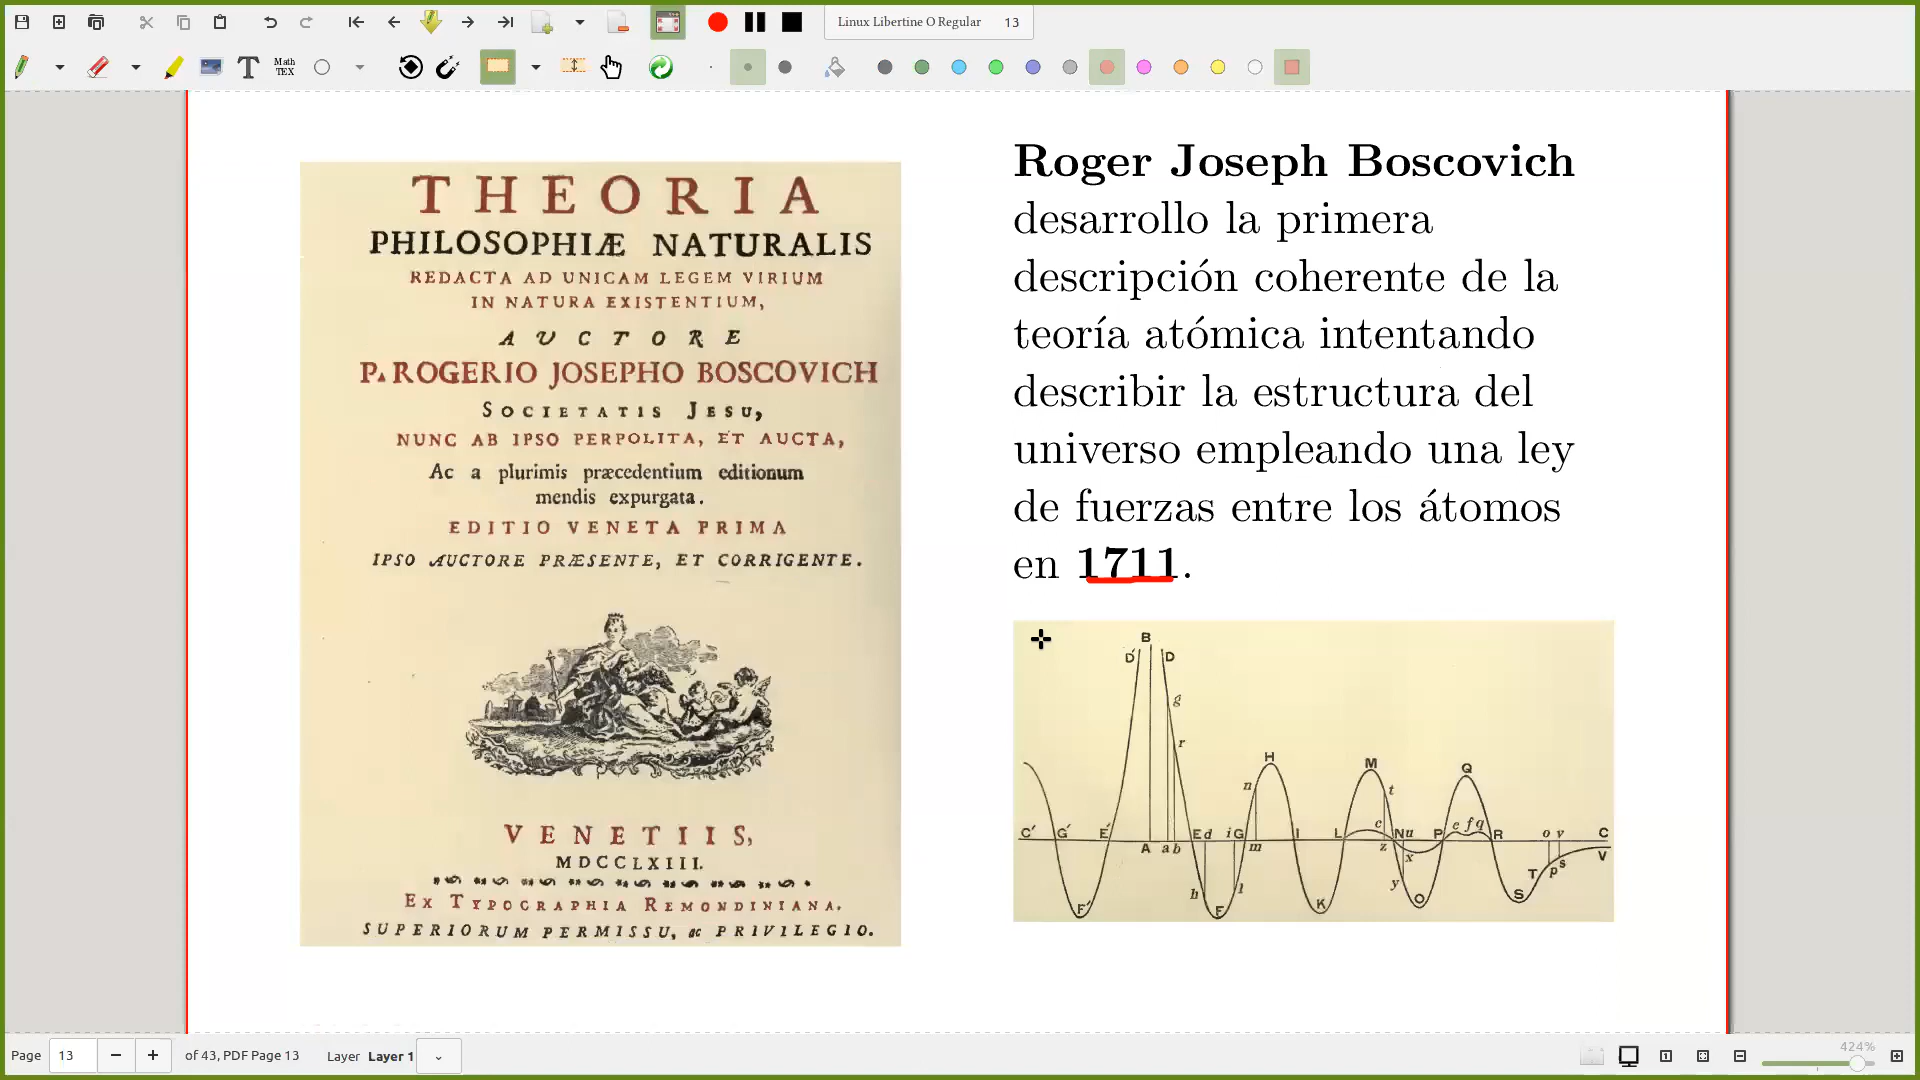 Linux Libertine O Regular 13
T
Math
TEX
THEORIA
PHILOSOPHIÆ NATURALIS
REDACTA AD UNICAM LEGEM VIRIUM
IN NATURA EXISTENTIUM,
AUCTORE
P. ROGERIO JOSEPHO BOSCOVICH
SOCIETATIS JESU,
NUNC AB IPSO PERPOLITA, ET AUCTA,
Ac a plurimis præcedentium editionum
mendis expurgata.
EDITIO VENETA PRIMA
IPSO AUCTORE PRÆSENTE, ET CORRIGENTE.
VENETIIS,
MDCCLXIII.
EX TYPOGRAPHIA REMONDINIANA.
SUPERIORUM PERMISSU, ac PRIVILEGIO.
Roger Joseph Boscovich
desarrollo la primera
descripción coherente de la
teoría atómica intentando
describir la estructura del
universo empleando una ley
de fuerzas entre los átomos
en 1711.
B
D' D
g
r
H M Q
n t
C' G' E' E d i G I L c N u P e f q R o v C
A a b m z x V
T p s
h l y S
F' F K O
Page 13 of 43, PDF Page 13 Layer Layer 1
424%